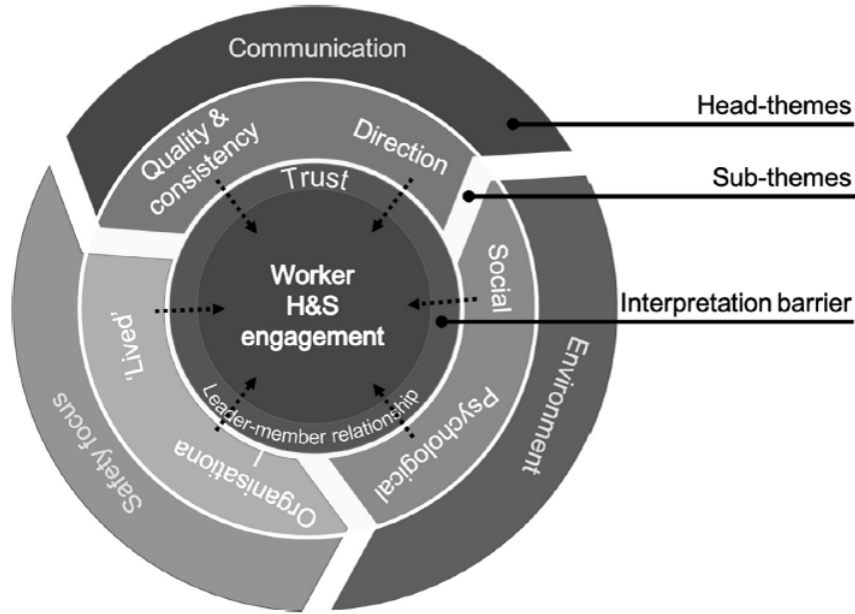 Communication
Head-themes
Quality &
consistency
Direction
Sub-themes
Trust
Worker
H&S
engagement
Social
Interpretation barrier
'Lived'
Environment
Leader-member relationship
Psychological
Organisationa
l
Safety focus